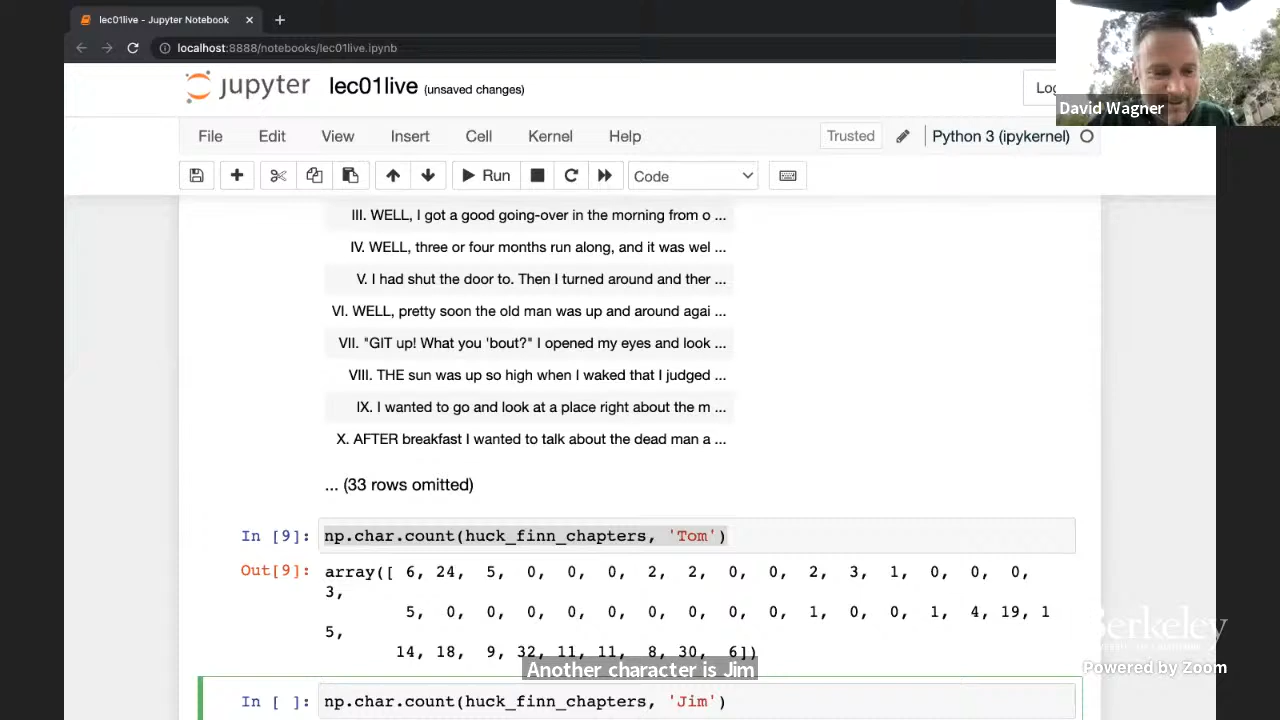 lec01live - Jupyter Notebook
localhost:8888/notebooks/lec01live.ipynb
jupyter lec01live (unsaved changes)
David Wagner
File Edit View Insert Cell Kernel Help Trusted Python 3 (ipykernel)
Run Code
III. WELL, I got a good going-over in the morning from o ...
IV. WELL, three or four months run along, and it was wel ...
V. I had shut the door to. Then I turned around and ther ...
VI. WELL, pretty soon the old man was up and around agai ...
VII. "GIT up! What you 'bout?" I opened my eyes and look ...
VIII. THE sun was up so high when I waked that I judged ...
IX. I wanted to go and look at a place right about the m ...
X. AFTER breakfast I wanted to talk about the dead man a ...
... (33 rows omitted)
In [9]: np.char.count(huck_finn_chapters, 'Tom')
Out[9]: array([ 6, 24, 5, 0, 0, 0, 2, 2, 0, 0, 2, 3, 1, 0, 0, 0,
3,
5, 0, 0, 0, 0, 0, 0, 0, 0, 0, 1, 0, 0, 1, 4, 19, 1
5,
14, 18, 9, 32, 11, 11, 8, 30, 6])
Another character is Jim
Berkeley
Powered by Zoom
In [ ]: np.char.count(huck_finn_chapters, 'Jim')